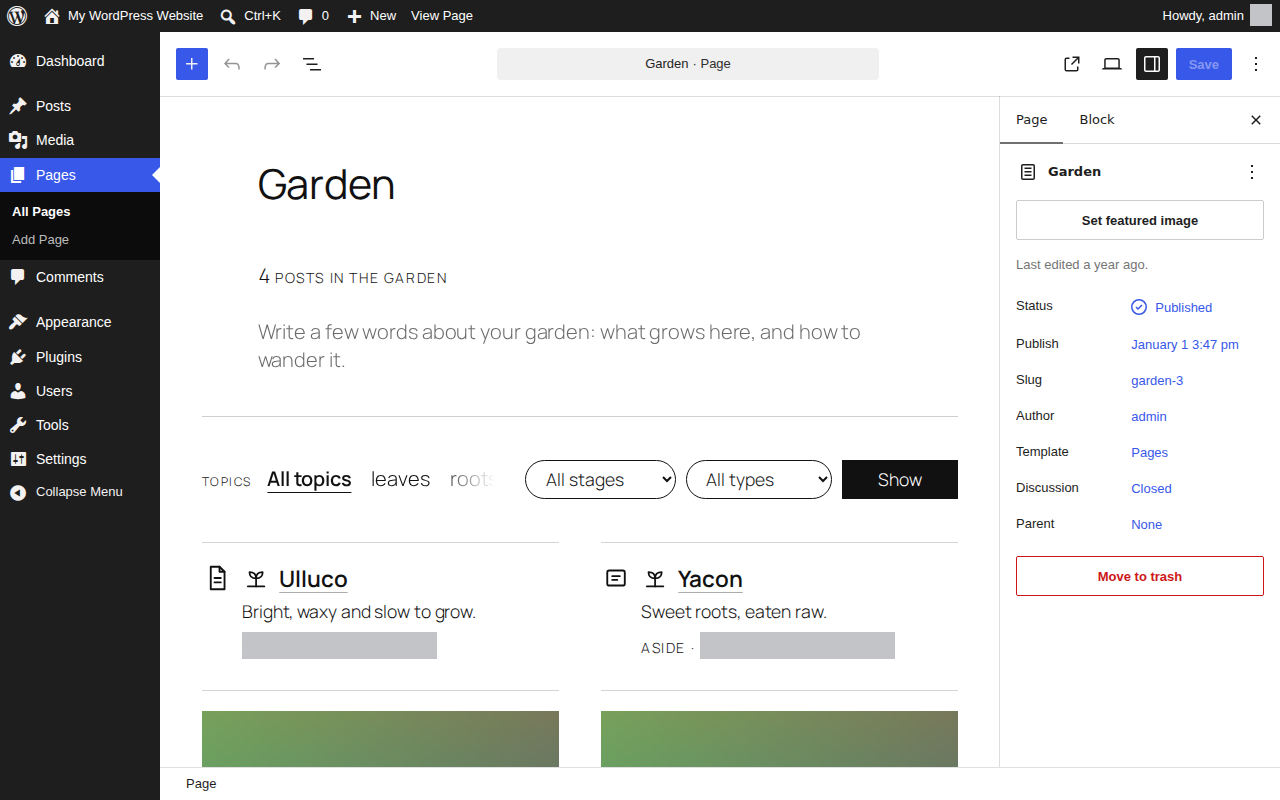 My WordPress Website
Ctrl+K
0
New
View Page
Howdy, admin
Dashboard
Posts
Media
Pages
All Pages
Add Page
Comments
Appearance
Plugins
Users
Tools
Settings
Collapse Menu
Garden · Page
Save
Garden
4 POSTS IN THE GARDEN
Write a few words about your garden: what grows here, and how to
wander it.
TOPICS All topics leaves roots
All stages
All types
Show
Ulluco
Bright, waxy and slow to grow.
Yacon
Sweet roots, eaten raw.
ASIDE ·
Page Block
Garden
Set featured image
Last edited a year ago.
Status Published
Publish January 1 3:47 pm
Slug garden-3
Author admin
Template Pages
Discussion Closed
Parent None
Move to trash
Page